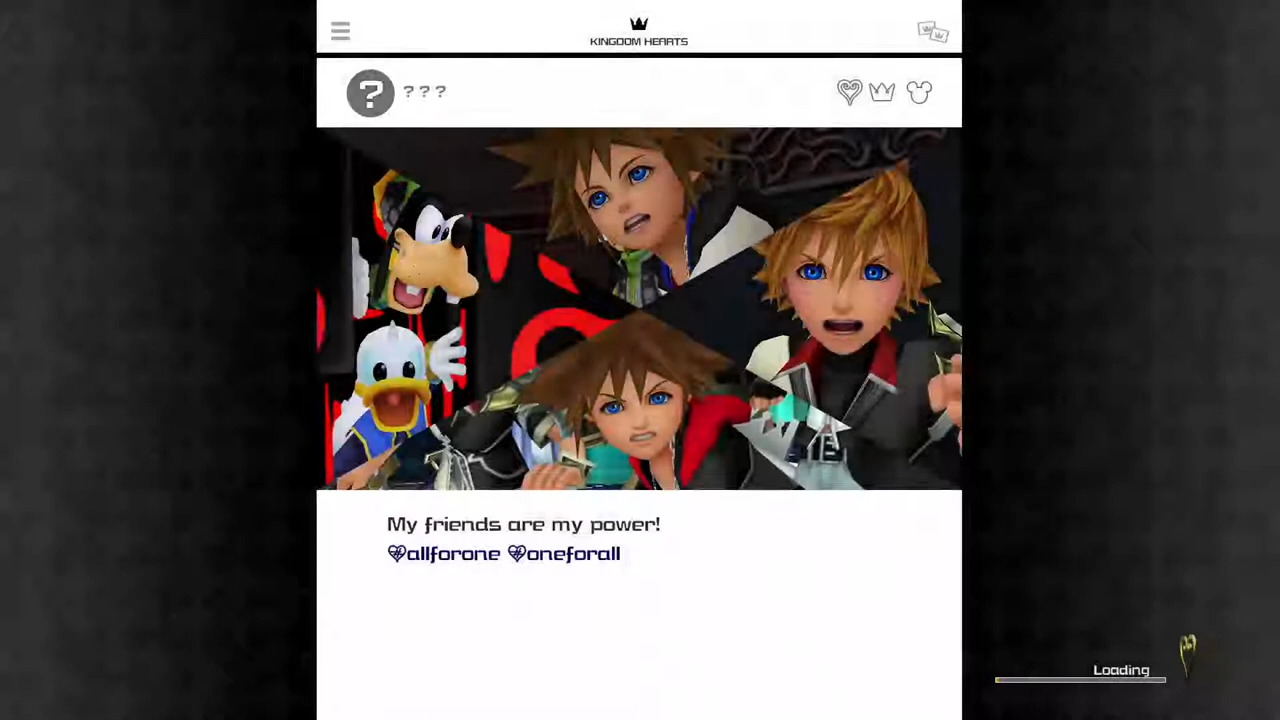 KINGDOM HEARTS
? ? ? ?
My friends are my power!
allforone oneforall
Loading